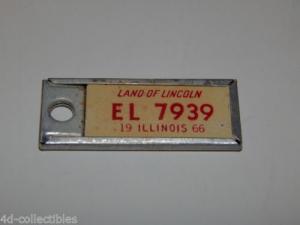 LAND OF LINCOLN
EL 7939
19 ILLINOIS 66
4d-collectibles